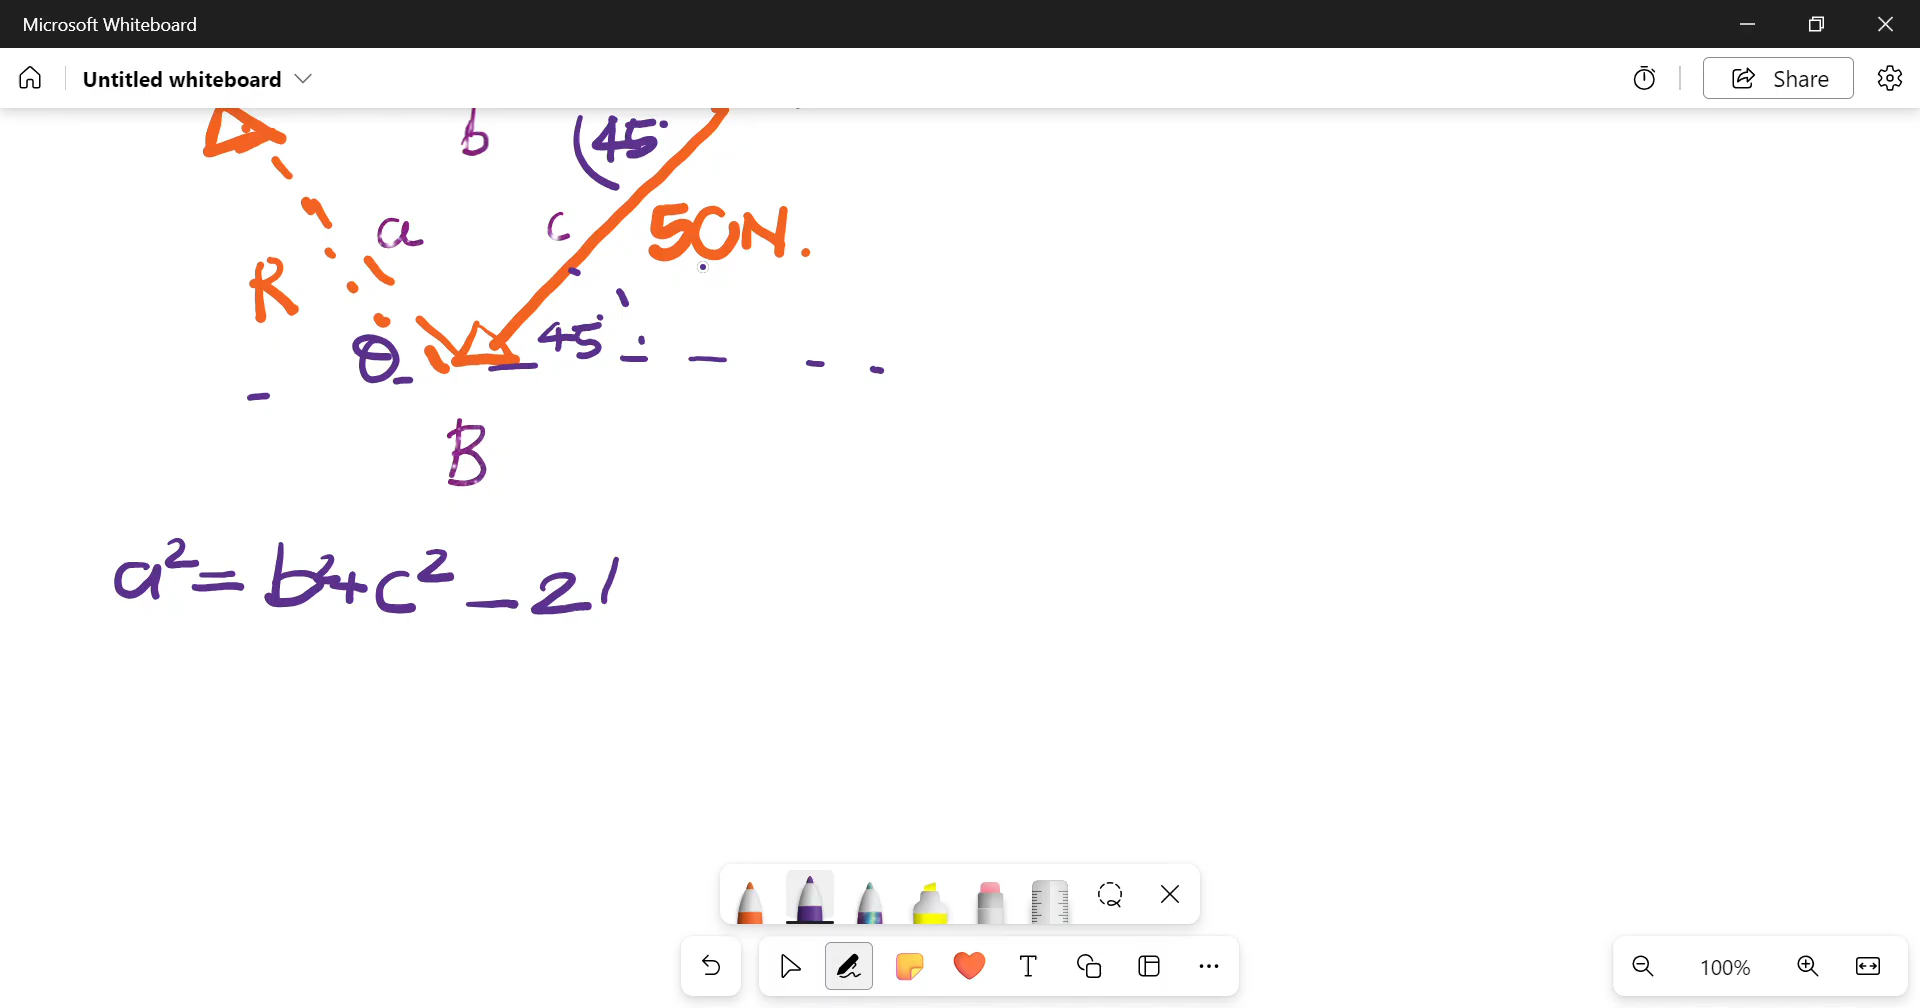 Microsoft Whiteboard
Untitled whiteboard
Share
b
45°
a
c
50N.
R
θ
45°
B
a² = b² + c² - 2
100%